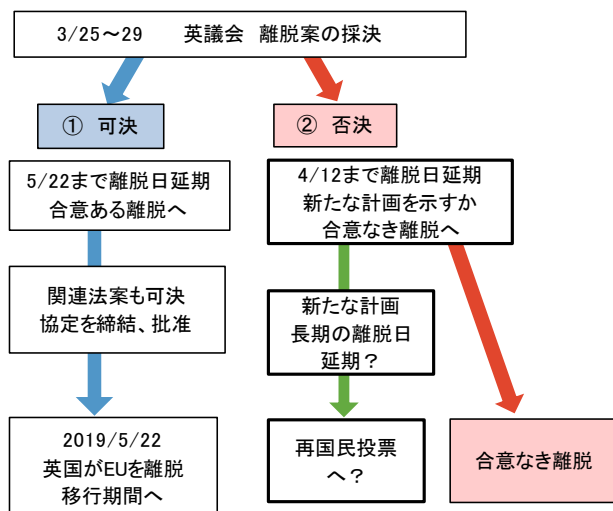 3/25～29　英議会 離脱案の採決
① 可決
② 否決
5/22まで離脱日延期
合意ある離脱へ
4/12まで離脱日延期
新たな計画を示すか
合意なき離脱へ
関連法案も可決
協定を締結、批准
新たな計画
長期の離脱日
延期？
2019/5/22
英国がEUを離脱
移行期間へ
再国民投票
へ？
合意なき離脱